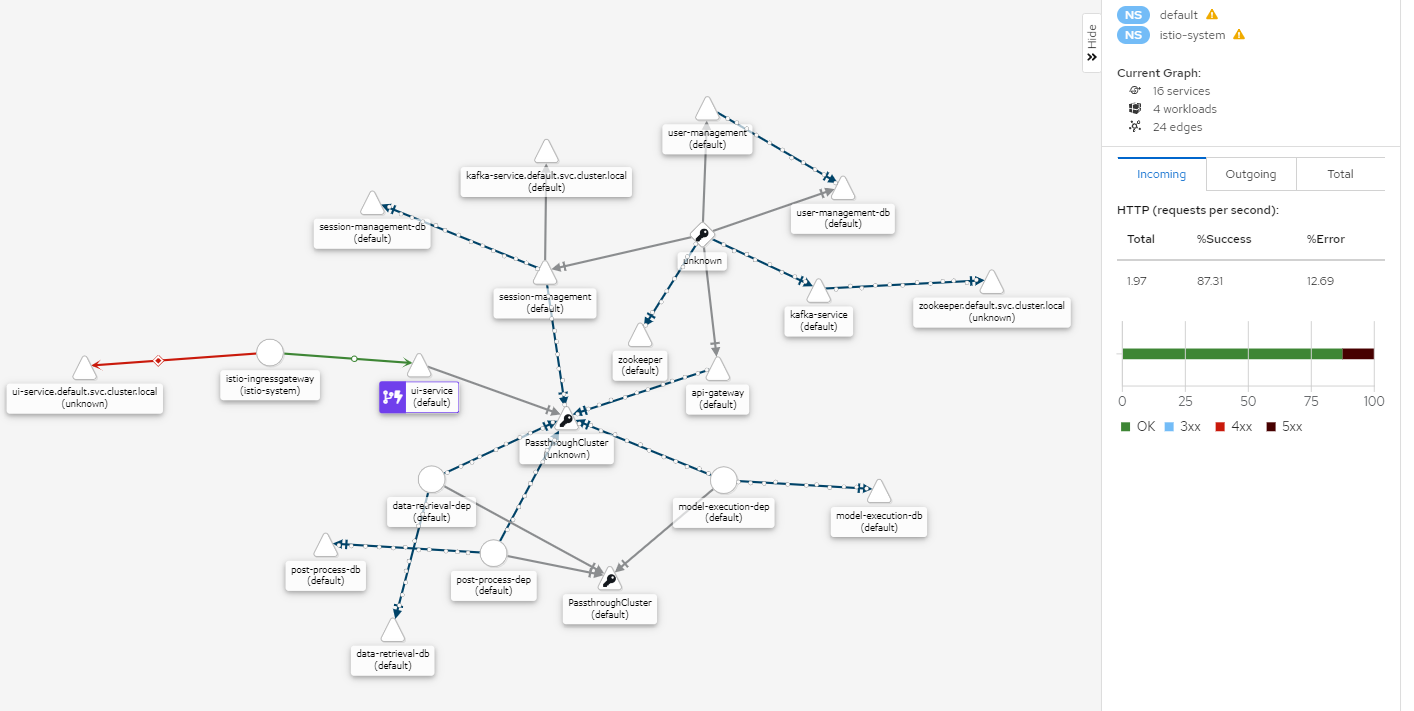 user-management
(default)
kafka-service.default.svc.cluster.local
(default)
session-management-db
(default)
user-management-db
(default)
unknown
session-management
(default)
kafka-service
(default)
zookeeper.default.svc.cluster.local
(unknown)
zookeeper
(default)
ui-service.default.svc.cluster.local
(unknown)
istio-ingressgateway
(istio-system)
ui-service
(default)
api-gateway
(default)
PassthroughCluster
(unknown)
data-retrieval-dep
(default)
model-execution-dep
(default)
model-execution-db
(default)
post-process-db
(default)
post-process-dep
(default)
PassthroughCluster
(default)
data-retrieval-db
(default)
Hide
NS default
NS istio-system
Current Graph:
16 services
4 workloads
24 edges
Incoming Outgoing Total
HTTP (requests per second):
Total %Success %Error
1.97 87.31 12.69
0 25 50 75 100
OK 3xx 4xx 5xx